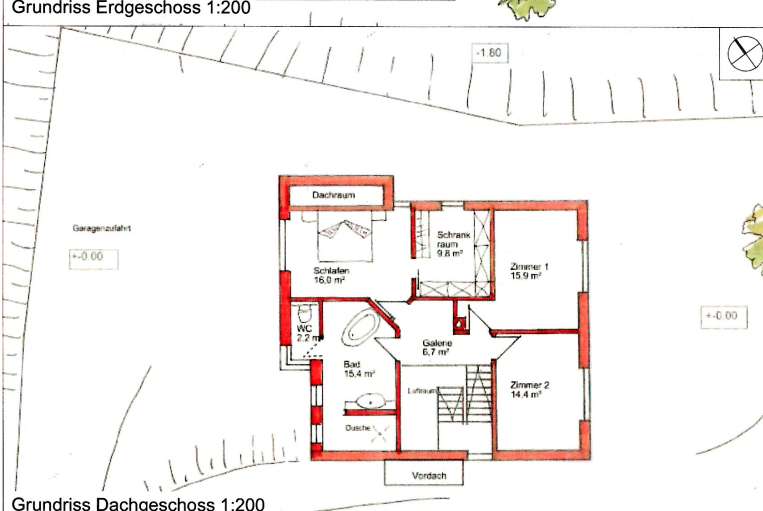 Grundriss Erdgeschoss 1:200
-1.80
Dachraum
Garagenzufahrt
+-0.00
Schrank
raum
9,8 m²
Schlafen
16,0 m²
Zimmer 1
15,9 m²
+-0.00
WC
2.2 m
Galerie
6,7 m²
Bad
15,4 m²
Luftraum
Zimmer 2
14,4 m²
Dusche
Vordach
Grundriss Dachgeschoss 1:200